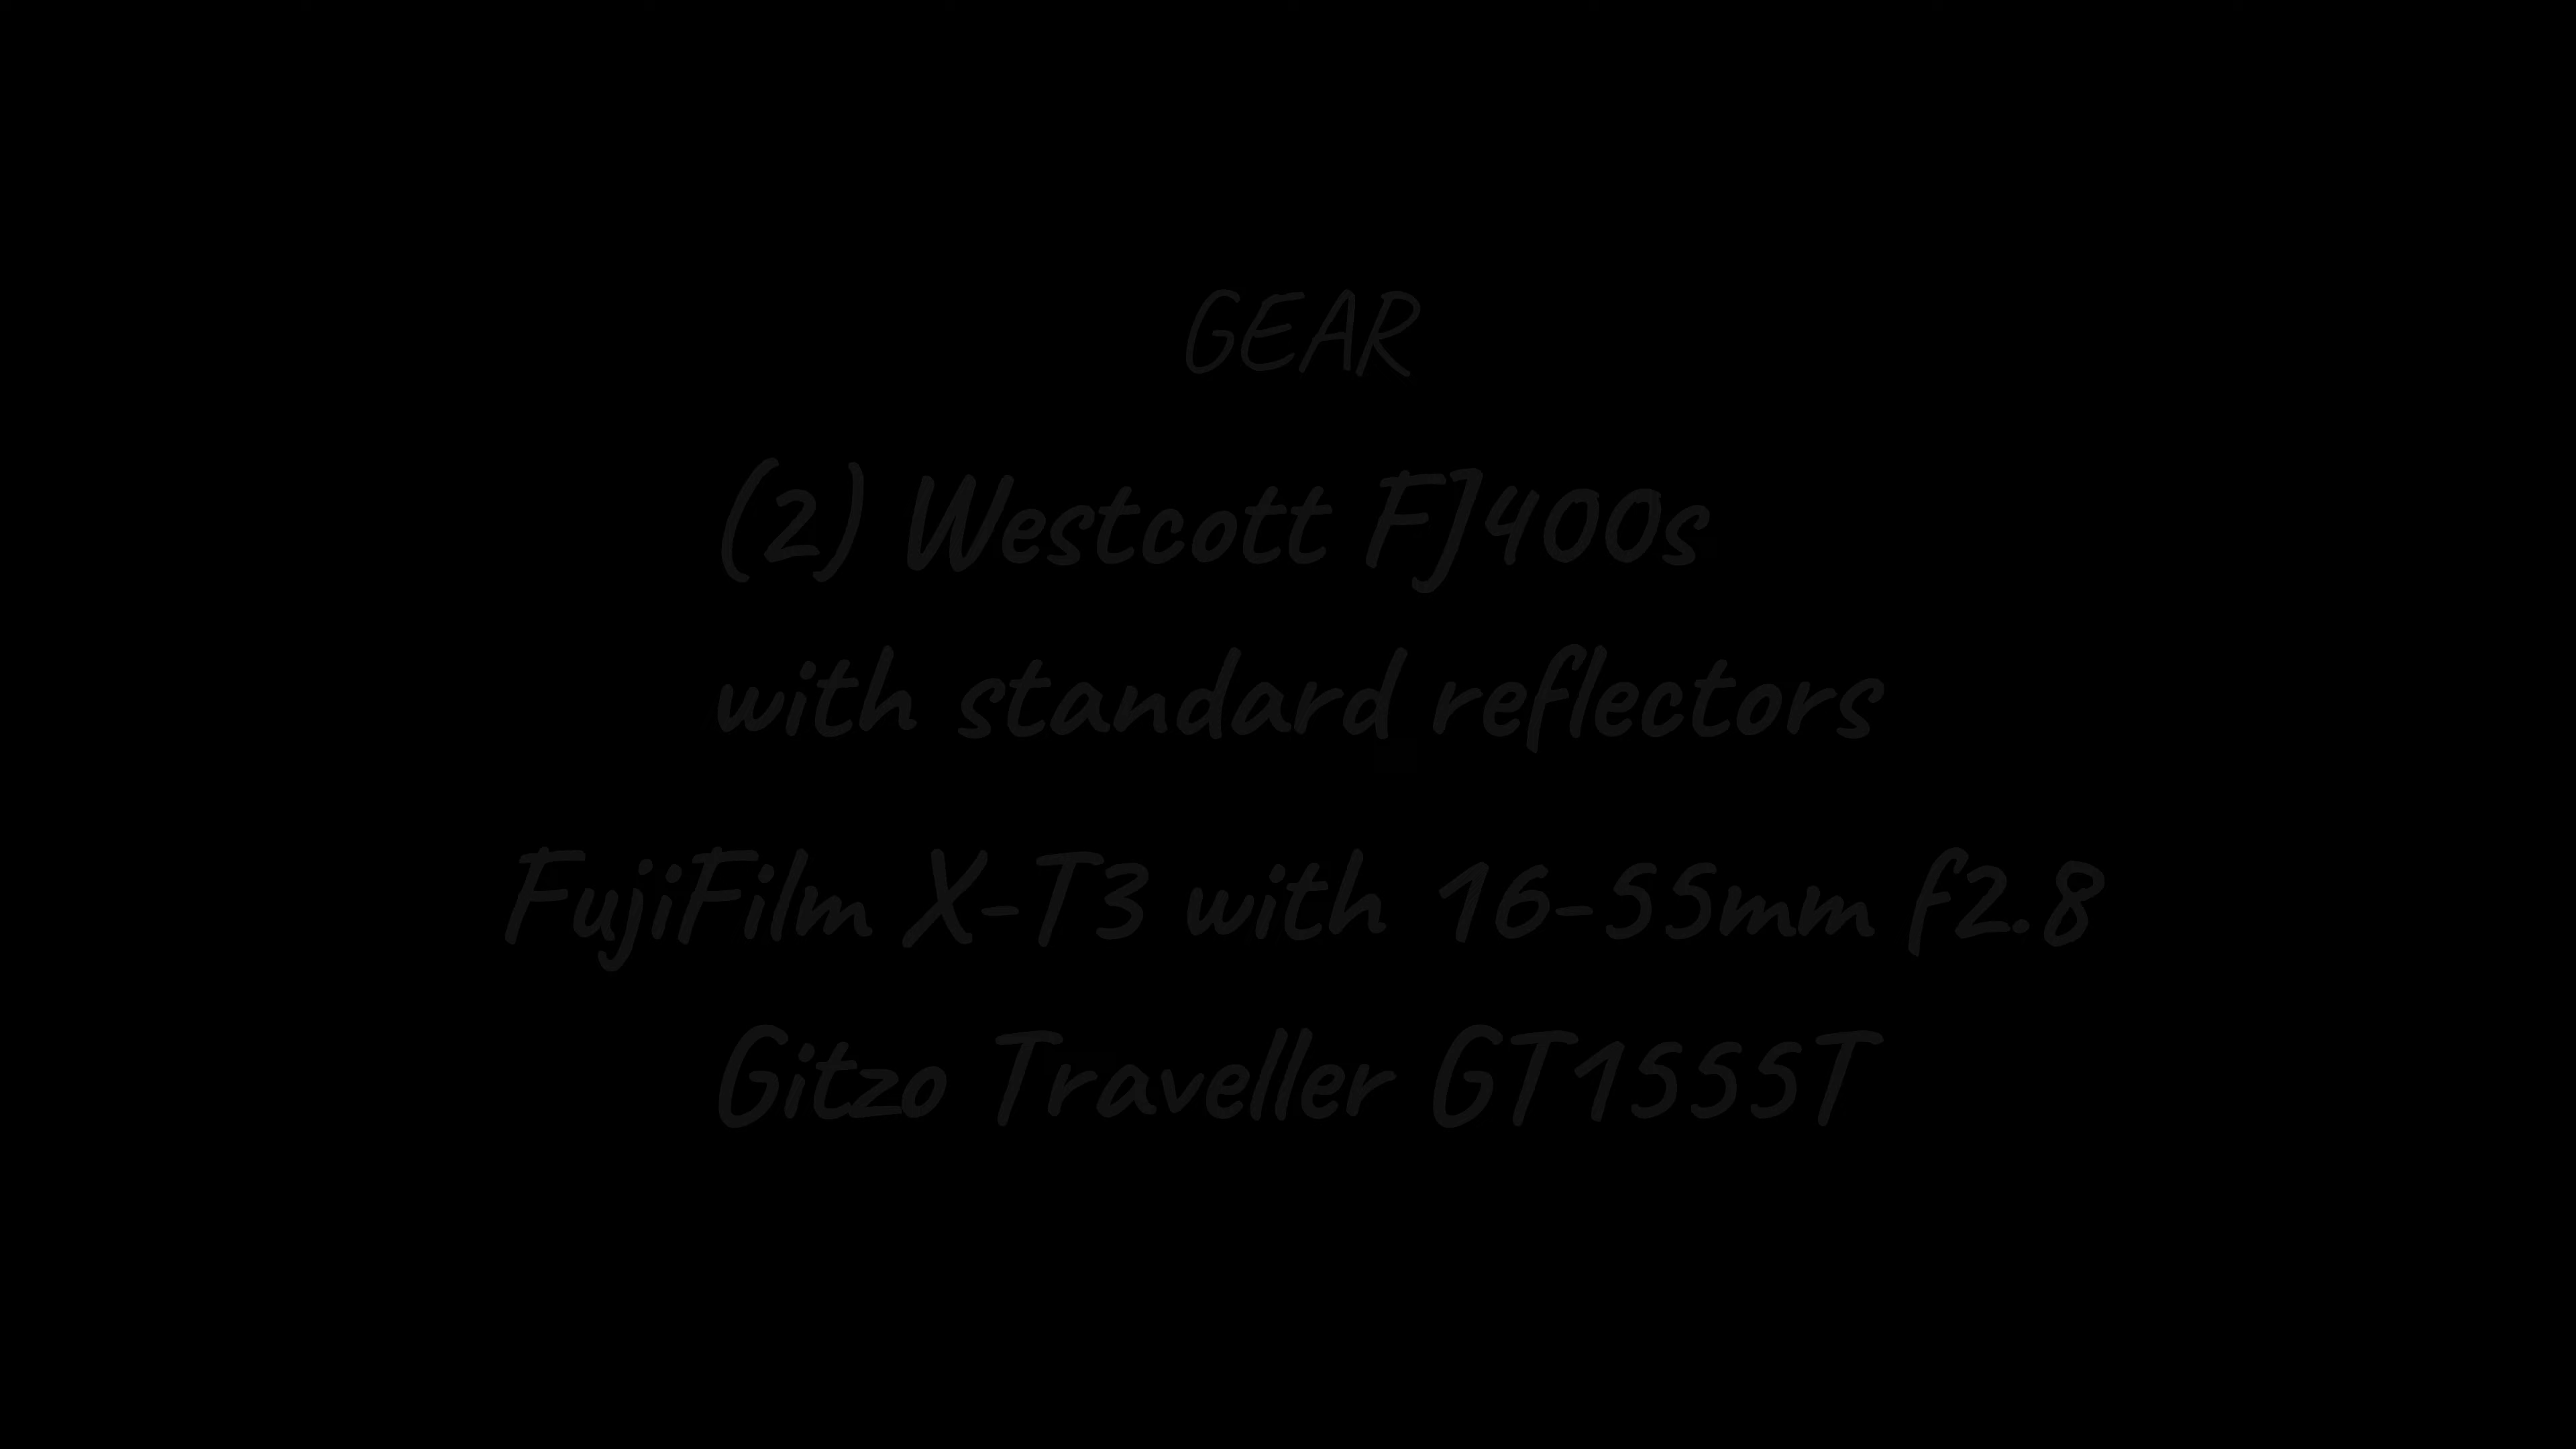 GEAR
(2) Westcott FJ400s
with standard reflectors
FujiFilm X-T3 with 16-55mm f2.8
Gitzo Traveller GT1555T